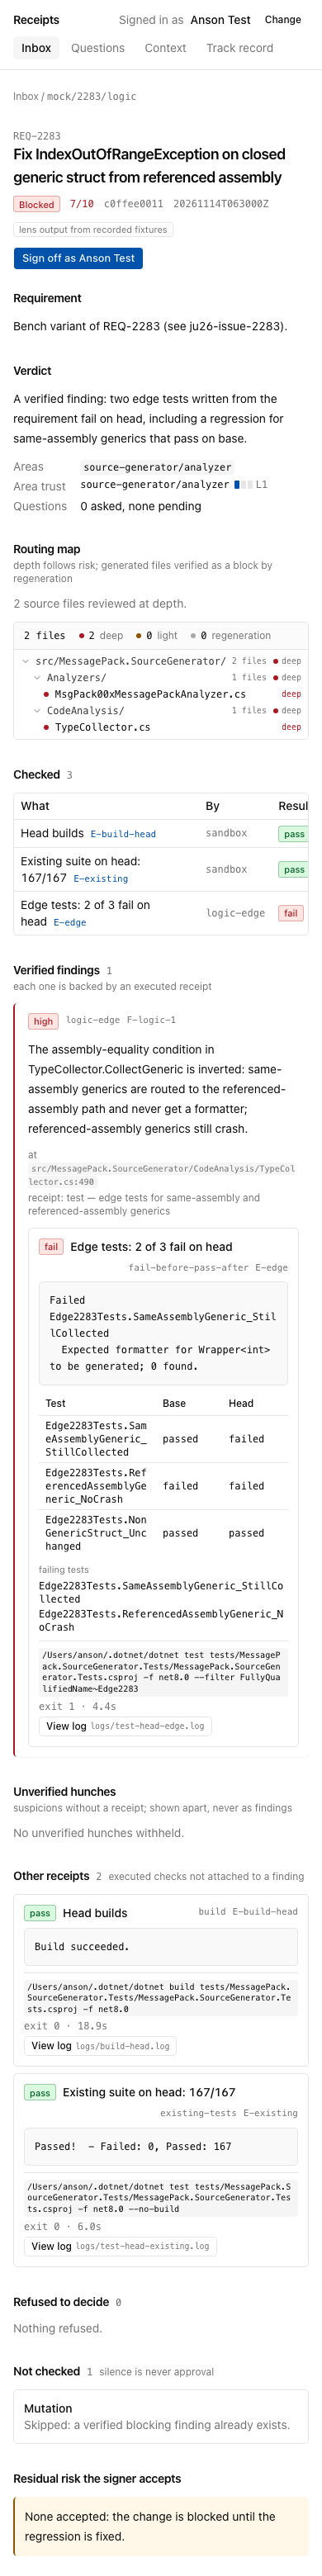 Receipts Signed in as Anson Test Change
Inbox Questions Context Track record
Inbox / mock/2283/logic
REQ-2283
Fix IndexOutOfRangeException on closed
generic struct from referenced assembly
Blocked 7/10 c0ffee0011 20261114T063000Z
lens output from recorded fixtures
Sign off as Anson Test
Requirement
Bench variant of REQ-2283 (see ju26-issue-2283).
Verdict
A verified finding: two edge tests written from the
requirement fail on head, including a regression for
same-assembly generics that pass on base.
Areas source-generator/analyzer
Area trust source-generator/analyzer L1
Questions 0 asked, none pending
Routing map
depth follows risk; generated files verified as a block by
regeneration
2 source files reviewed at depth.
2 files 2 deep 0 light 0 regeneration
src/MessagePack.SourceGenerator/ 2 files deep
Analyzers/ 1 files deep
MsgPack00xMessagePackAnalyzer.cs deep
CodeAnalysis/ 1 files deep
TypeCollector.cs deep
Checked 3
What By Resul
Head builds E-build-head sandbox pass
Existing suite on head:
167/167 E-existing sandbox pass
Edge tests: 2 of 3 fail on
head E-edge logic-edge fail
Verified findings 1
each one is backed by an executed receipt
high logic-edge F-logic-1
The assembly-equality condition in
TypeCollector.CollectGeneric is inverted: same-
assembly generics are routed to the referenced-
assembly path and never get a formatter;
referenced-assembly generics still crash.
at
src/MessagePack.SourceGenerator/CodeAnalysis/TypeCol
lector.cs:490
receipt: test — edge tests for same-assembly and
referenced-assembly generics
fail Edge tests: 2 of 3 fail on head
fail-before-pass-after E-edge
Failed
Edge2283Tests.SameAssemblyGeneric_Stil
lCollected
Expected formatter for Wrapper<int>
to be generated; 0 found.
Test Base Head
Edge2283Tests.Sam
eAssemblyGeneric_
StillCollected passed failed
Edge2283Tests.Ref
erencedAssemblyGe
neric_NoCrash failed failed
Edge2283Tests.Non
GenericStruct_Unc
hanged passed passed
failing tests
Edge2283Tests.SameAssemblyGeneric_StillCo
llected
Edge2283Tests.ReferencedAssemblyGeneric_N
oCrash
/Users/anson/.dotnet/dotnet test tests/MessageP
ack.SourceGenerator.Tests/MessagePack.SourceGen
erator.Tests.csproj -f net8.0 --filter FullyQua
lifiedName~Edge2283
exit 1 · 4.4s
View log logs/test-head-edge.log
Unverified hunches
suspicions without a receipt; shown apart, never as findings
No unverified hunches withheld.
Other receipts 2 executed checks not attached to a finding
pass Head builds build E-build-head
Build succeeded.
/Users/anson/.dotnet/dotnet build tests/MessagePack.
SourceGenerator.Tests/MessagePack.SourceGenerator.Te
sts.csproj -f net8.0
exit 0 · 18.9s
View log logs/build-head.log
pass Existing suite on head: 167/167
existing-tests E-existing
Passed! - Failed: 0, Passed: 167
/Users/anson/.dotnet/dotnet test tests/MessagePack.S
ourceGenerator.Tests/MessagePack.SourceGenerator.Tes
ts.csproj -f net8.0 --no-build
exit 0 · 6.0s
View log logs/test-head-existing.log
Refused to decide 0
Nothing refused.
Not checked 1 silence is never approval
Mutation
Skipped: a verified blocking finding already exists.
Residual risk the signer accepts
None accepted: the change is blocked until the
regression is fixed.